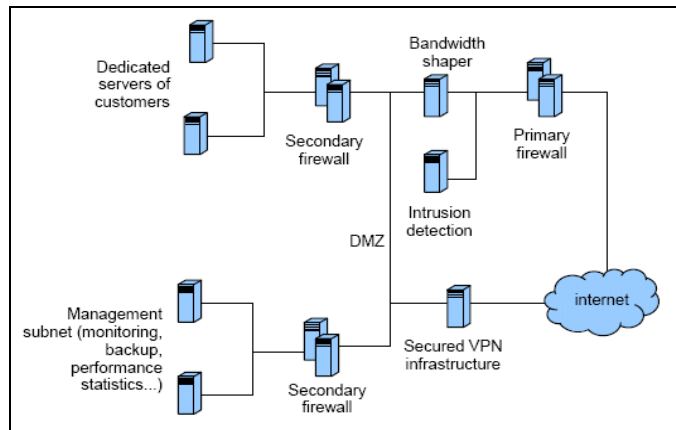 Dedicated
servers of
customers
Secondary
firewall
Bandwidth
shaper
Primary
firewall
Intrusion
detection
DMZ
internet
Management
subnet (monitoring,
backup,
performance
statistics...)
Secondary
firewall
Secured VPN
infrastructure